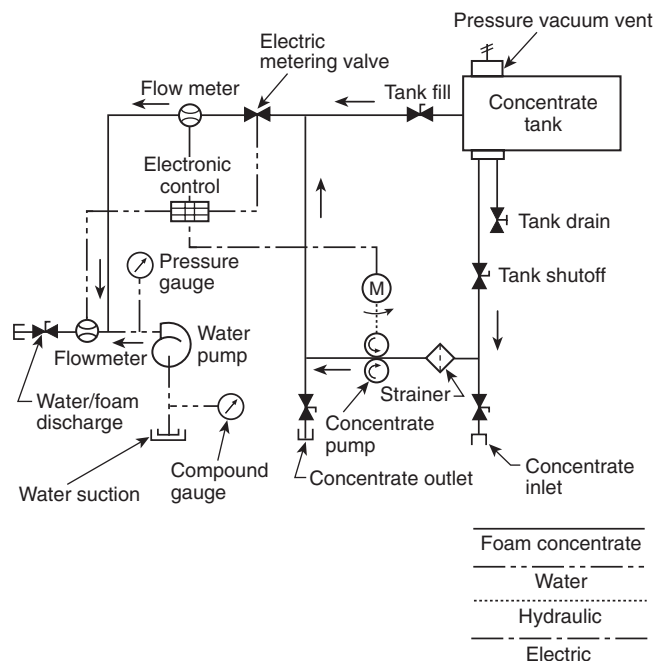 Pressure vacuum vent
Electric
metering valve
Flow meter
Tank fill
Concentrate
tank
Electronic
control
Tank drain
Pressure
gauge
M
Tank shutoff
Water
pump
Flowmeter
Strainer
Water/foam
discharge
Concentrate
pump
Compound
gauge
Concentrate outlet
Concentrate
inlet
Water suction
Foam concentrate
Water
Hydraulic
Electric